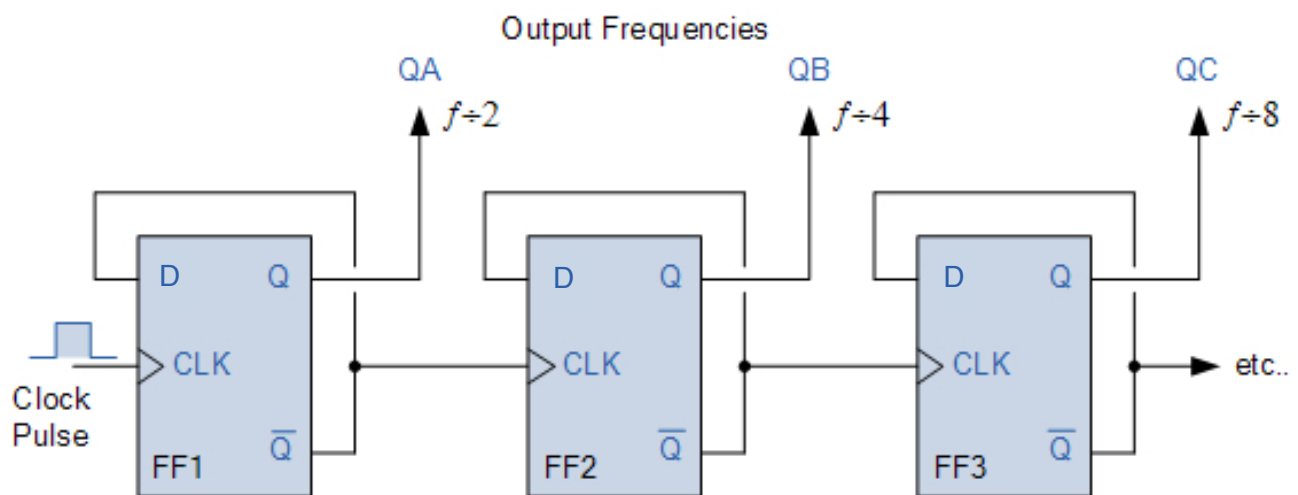 Output Frequencies
QA
QB
QC
f÷2
f÷4
f÷8
D
Q
D
Q
D
Q
CLK
CLK
CLK
etc..
Clock
Pulse
Q̅
Q̅
Q̅
FF1
FF2
FF3